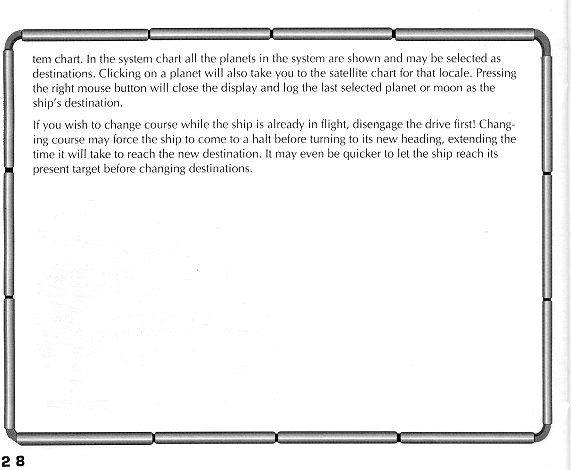 tem chart. In the system chart all the planets in the system are shown and may be selected as
destinations. Clicking on a planet will also take you to the satellite chart for that locale. Pressing
the right mouse button will close the display and log the last selected planet or moon as the
ship's destination.
If you wish to change course while the ship is already in flight, disengage the drive first! Chang-
ing course may force the ship to come to a halt before turning to its new heading, extending the
time it will take to reach the new destination. It may even be quicker to let the ship reach its
present target before changing destinations.
28